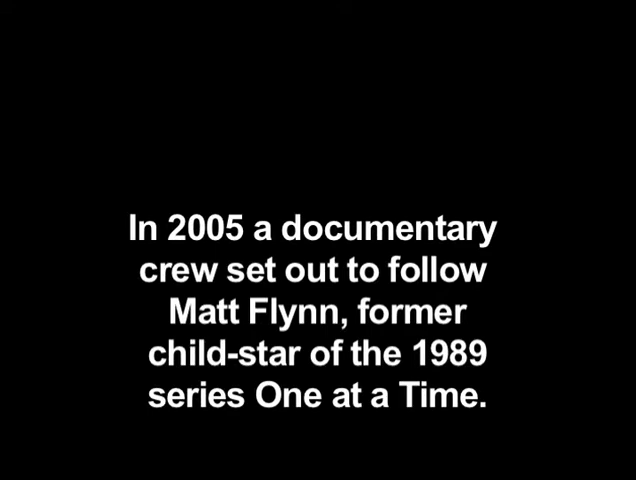 In 2005 a documentary
crew set out to follow
Matt Flynn, former
child-star of the 1989
series One at a Time.